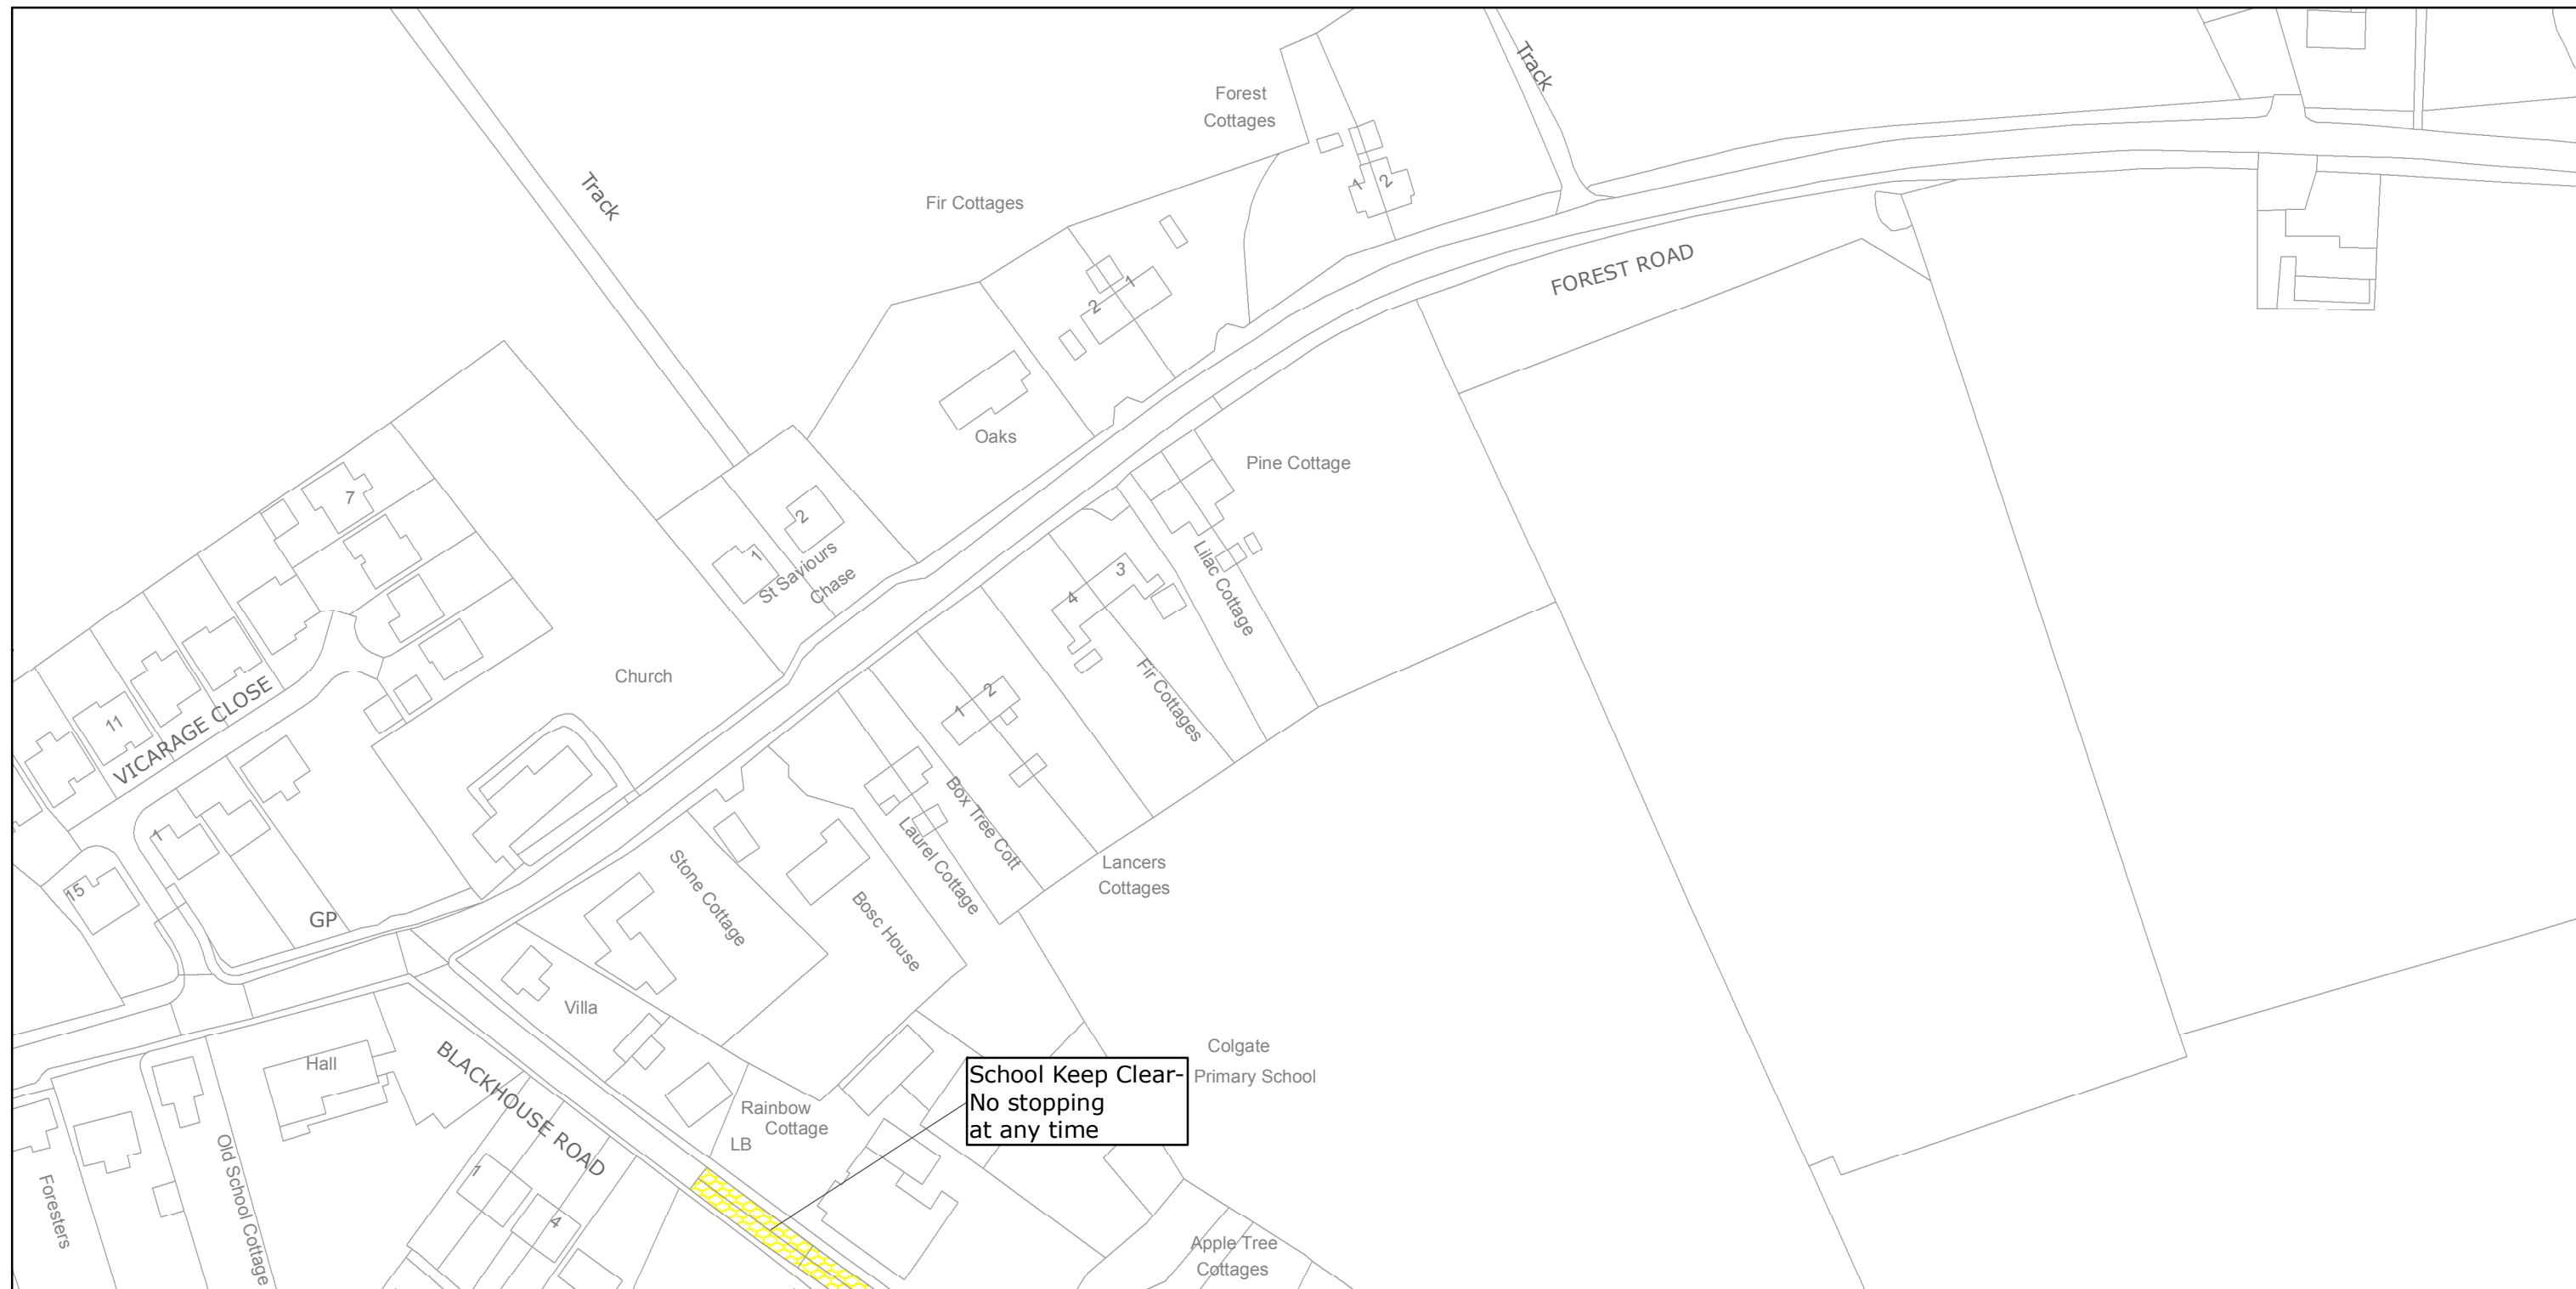 Track
Forest
Cottages
Track
1
2
Fir Cottages
FOREST ROAD
1
2
Oaks
Pine Cottage
7
2
1
St Saviours
Chase
Lilac Cottage
3
4
Fir Cottages
Church
VICARAGE CLOSE
11
2
1
Box Tree Cott
Laurel Cottage
Lancers
Cottages
1
15
GP
Stone Cottage
Bosc House
Villa
Hall
BLACKHOUSE ROAD
Colgate
Primary School
School Keep Clear-
No stopping
at any time
Rainbow
Cottage
LB
Foresters
Old School Cottage
1
4
Apple Tree
Cottages